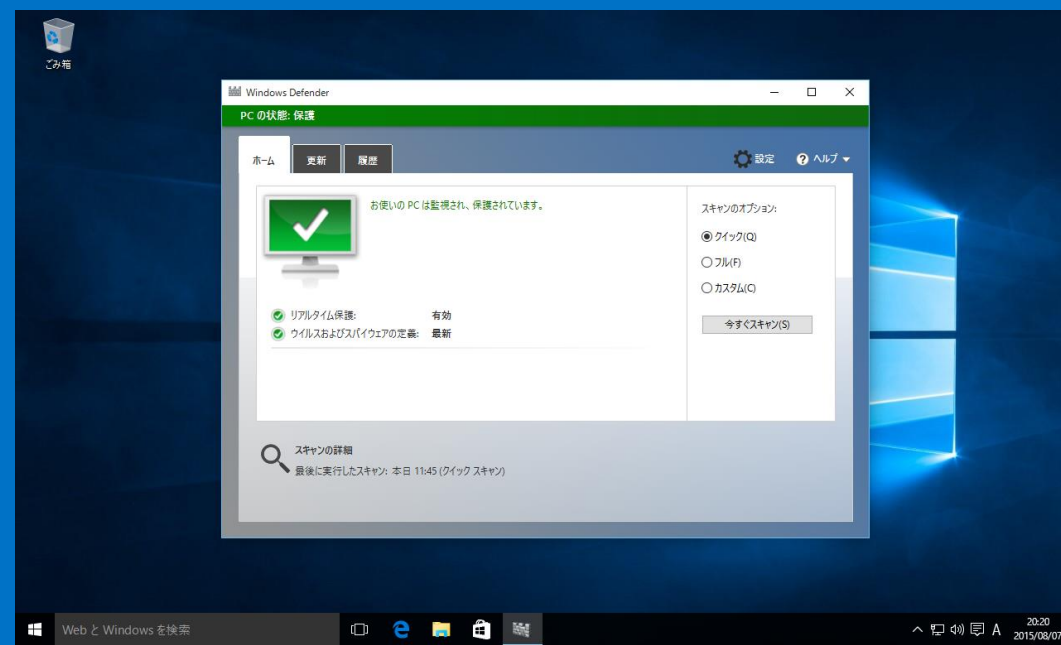 ごみ箱
Windows Defender
PC の状態: 保護
ホーム 更新 履歴 設定 ? ヘルプ
お使いの PC は監視され、保護されています。
スキャンのオプション:
クイック(Q)
フル(F)
カスタム(C)
今すぐスキャン(S)
リアルタイム保護: 有効
ウイルスおよびスパイウェアの定義: 最新
スキャンの詳細
最後に実行したスキャン: 本日 11:45 (クイック スキャン)
Web と Windows を検索
A
20:20
2015/08/07